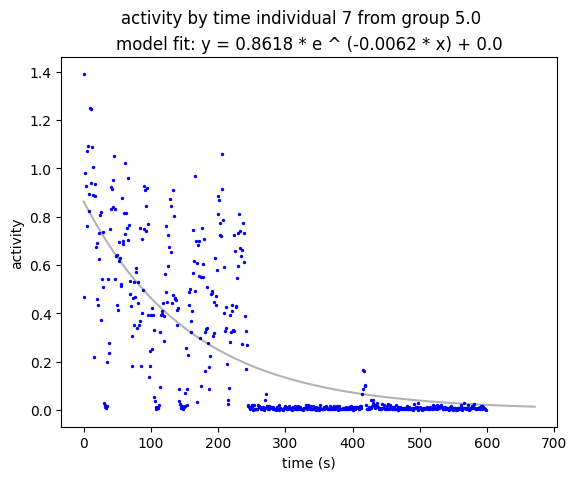 activity by time individual 7 from group 5.0
model fit: y = 0.8618 * e ^ (-0.0062 * x) + 0.0
1.4
1.2
1.0
0.8
0.6
0.4
0.2
0.0
activity
0 100 200 300 400 500 600 700
time (s)